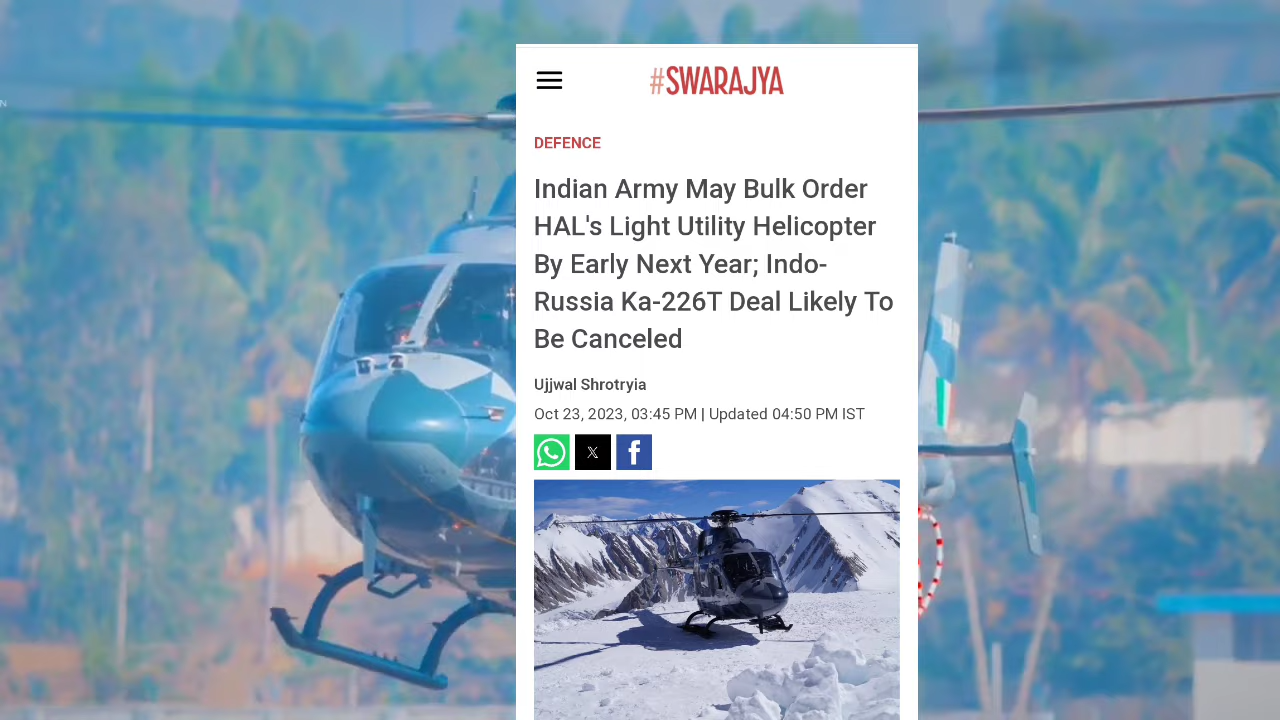 N
#SWARAJYA
DEFENCE
Indian Army May Bulk Order
HAL's Light Utility Helicopter
By Early Next Year; Indo-
Russia Ka-226T Deal Likely To
Be Canceled
Ujjwal Shrotryia
Oct 23, 2023, 03:45 PM | Updated 04:50 PM IST